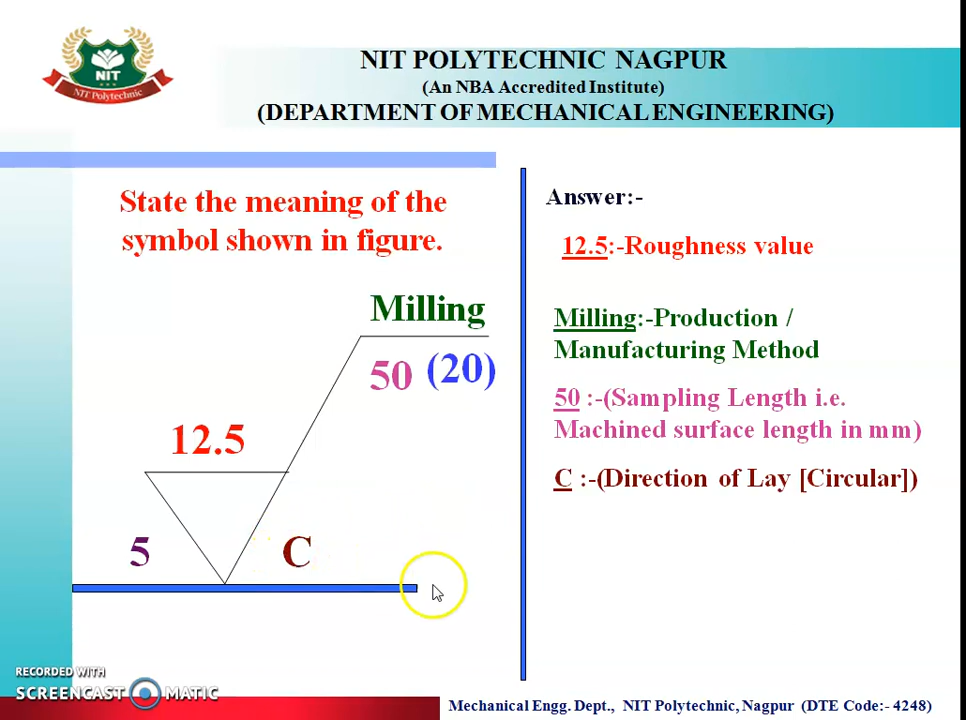 NIT
NIT Polytechnic
NIT POLYTECHNIC NAGPUR
(An NBA Accredited Institute)
(DEPARTMENT OF MECHANICAL ENGINEERING)
State the meaning of the
symbol shown in figure.
Milling
50 (20)
12.5
5
C
Answer:-
12.5:-Roughness value
Milling:-Production /
Manufacturing Method
50 :-(Sampling Length i.e.
Machined surface length in mm)
C :-(Direction of Lay [Circular])
RECORDED WITH
SCREENCAST MATIC
Mechanical Engg. Dept., NIT Polytechnic, Nagpur (DTE Code:- 4248)